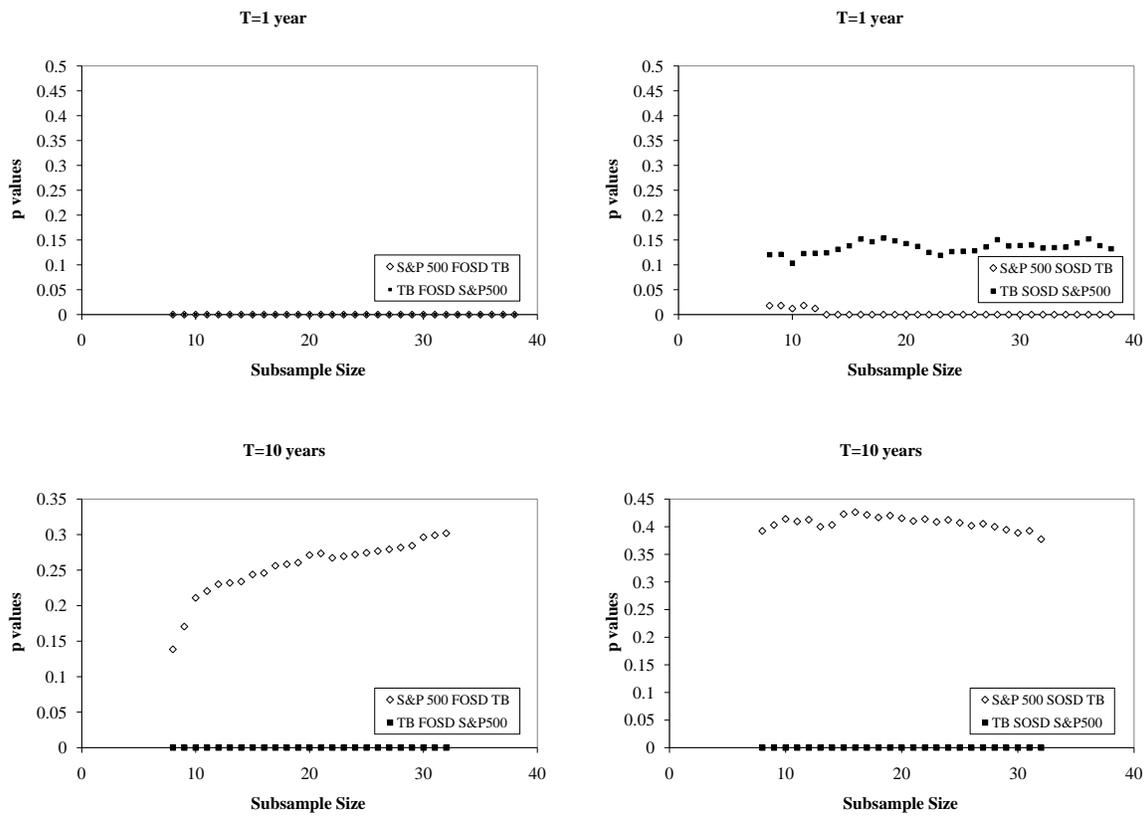 T=1 year
0.5
0.45
0.4
0.35
0.3
0.25
0.2
0.15
0.1
0.05
0
p values
S&P 500 FOSD TB
TB FOSD S&P500
0 10 20 30 40
Subsample Size
T=1 year
0.5
0.45
0.4
0.35
0.3
0.25
0.2
0.15
0.1
0.05
0
p values
S&P 500 SOSD TB
TB SOSD S&P500
0 10 20 30 40
Subsample Size
T=10 years
0.35
0.3
0.25
0.2
0.15
0.1
0.05
0
p values
S&P 500 FOSD TB
TB FOSD S&P500
0 10 20 30 40
Subsample Size
T=10 years
0.45
0.4
0.35
0.3
0.25
0.2
0.15
0.1
0.05
0
p values
S&P 500 SOSD TB
TB SOSD S&P500
0 10 20 30 40
Subsample Size